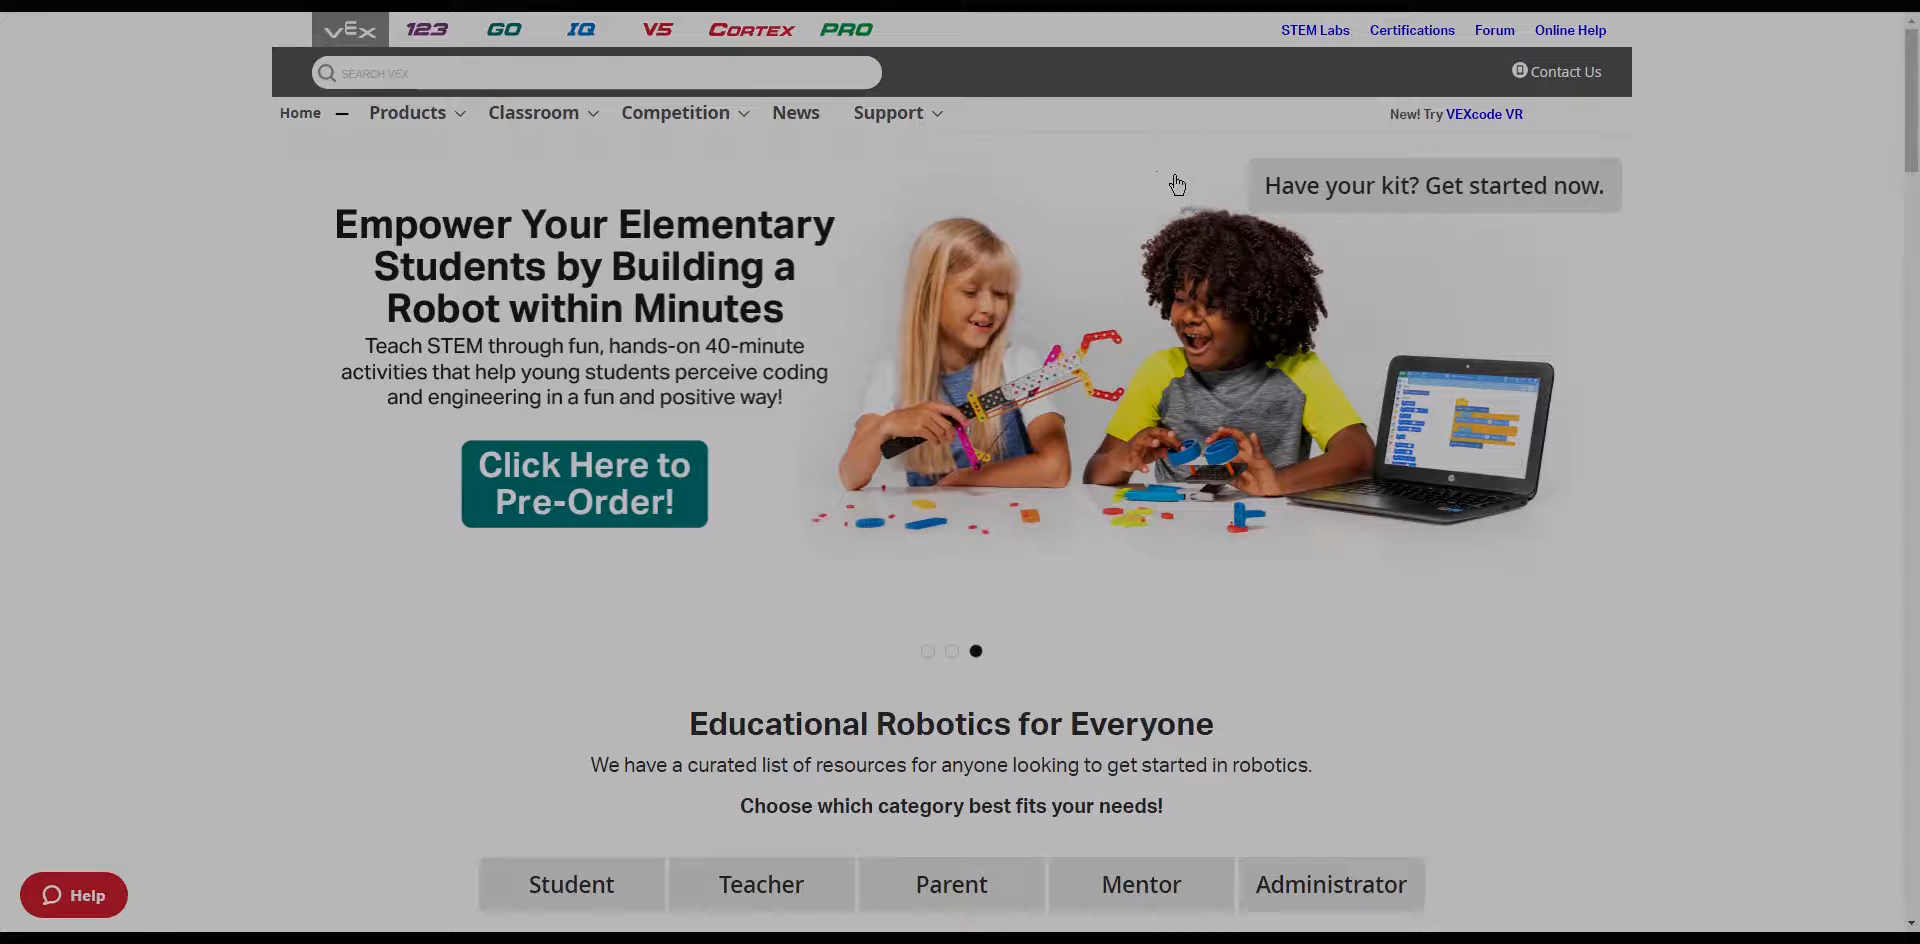 vEx 123 GO IQ V5 CORTEX PRO STEM Labs Certifications Forum Online Help
SEARCH VEX Contact Us
Home Products Classroom Competition News Support New! Try VEXcode VR
Have your kit? Get started now.
Empower Your Elementary
Students by Building a
Robot within Minutes
Teach STEM through fun, hands-on 40-minute
activities that help young students perceive coding
and engineering in a fun and positive way!
Click Here to
Pre-Order!
Educational Robotics for Everyone
We have a curated list of resources for anyone looking to get started in robotics.
Choose which category best fits your needs!
Student Teacher Parent Mentor Administrator
Help